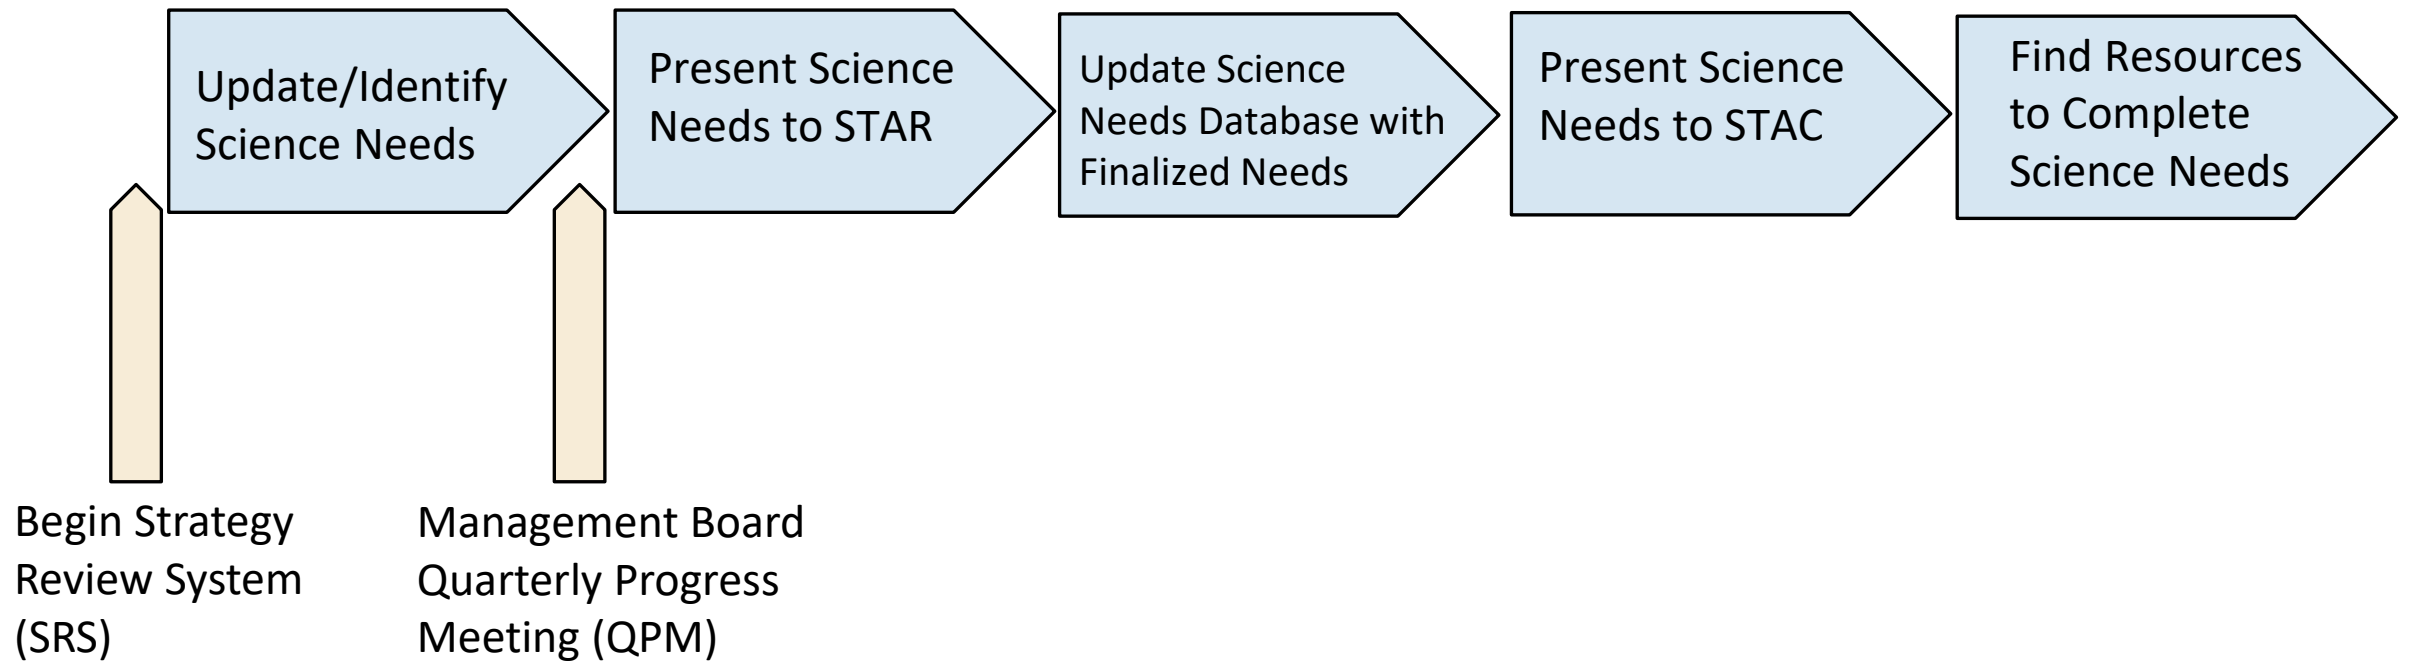 Update/Identify
Science Needs
Present Science
Needs to STAR
Update Science
Needs Database with
Finalized Needs
Present Science
Needs to STAC
Find Resources
to Complete
Science Needs
Begin Strategy
Review System
(SRS)
Management Board
Quarterly Progress
Meeting (QPM)